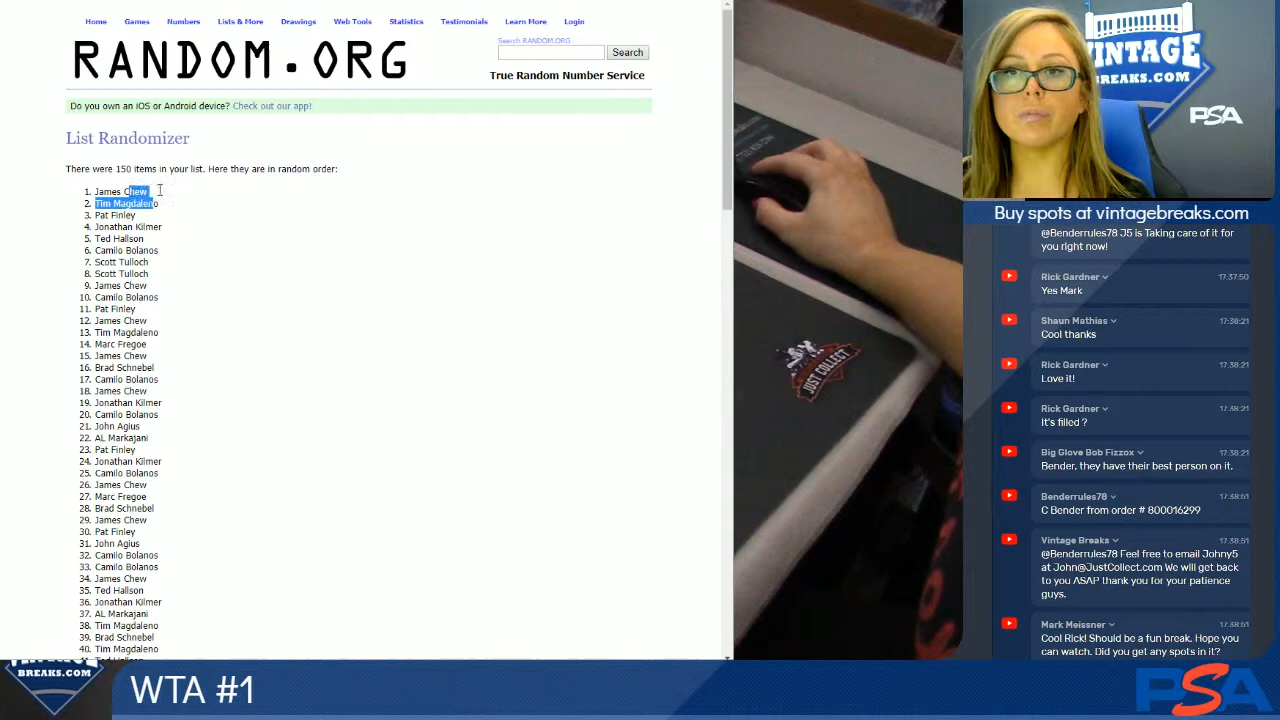 Home Games Numbers Lists & More Drawings Web Tools Statistics Testimonials Learn More Login
RANDOM.ORG
Search RANDOM.ORG
Search
True Random Number Service
Do you own an iOS or Android device? Check out our app!
List Randomizer
There were 150 items in your list. Here they are in random order:
1. James Chew
2. Tim Magdaleno
3. Pat Finley
4. Jonathan Kilmer
5. Ted Hallson
6. Camilo Bolanos
7. Scott Tulloch
8. Scott Tulloch
9. James Chew
10. Camilo Bolanos
11. Pat Finley
12. James Chew
13. Tim Magdaleno
14. Marc Fregoe
15. James Chew
16. Brad Schnebel
17. Camilo Bolanos
18. James Chew
19. Jonathan Kilmer
20. Camilo Bolanos
21. John Agius
22. AL Markajani
23. Pat Finley
24. Jonathan Kilmer
25. Camilo Bolanos
26. James Chew
27. Marc Fregoe
28. Brad Schnebel
29. James Chew
30. Pat Finley
31. John Agius
32. Camilo Bolanos
33. Camilo Bolanos
34. James Chew
35. Ted Hallson
36. Jonathan Kilmer
37. AL Markajani
38. Tim Magdaleno
39. Brad Schnebel
40. Tim Magdaleno
JUST COLLECT
VINTAGE
BREAKS.COM
PSA
Buy spots at vintagebreaks.com
@Benderrules78 J5 is Taking care of it for
you right now!
Rick Gardner 17:37:50
Yes Mark
Shaun Mathias 17:38:21
Cool thanks
Rick Gardner 17:38:21
Love it!
Rick Gardner 17:38:21
It's filled ?
Big Glove Bob Fizzox 17:38:21
Bender, they have their best person on it.
Benderrules78 17:38:51
C Bender from order # 800016299
Vintage Breaks 17:38:51
@Benderrules78 Feel free to email Johny5
at John@JustCollect.com We will get back
to you ASAP thank you for your patience
guys.
Mark Meissner 17:38:51
Cool Rick! Should be a fun break. Hope you
can watch. Did you get any spots in it?
VINTAGE
BREAKS.COM
WTA #1
PSA